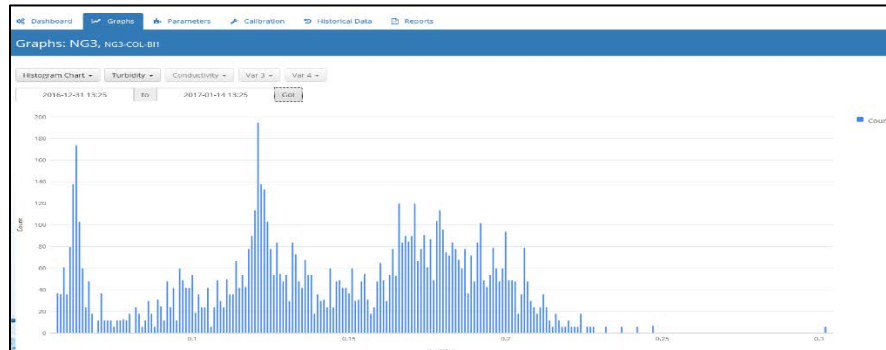 Dashboard Graphs Parameters Calibration Historical Data Reports
Graphs: NG3, NG3-COL-BI1
Histogram Chart Turbidity Conductivity Var 3 Var 4
2016-12-31 13:25 to 2017-01-14 13:25 Go!
200
Coun
180
160
140
120
Count
100
80
60
40
20
0
0,1 0,15 0,2 0,25 0,3